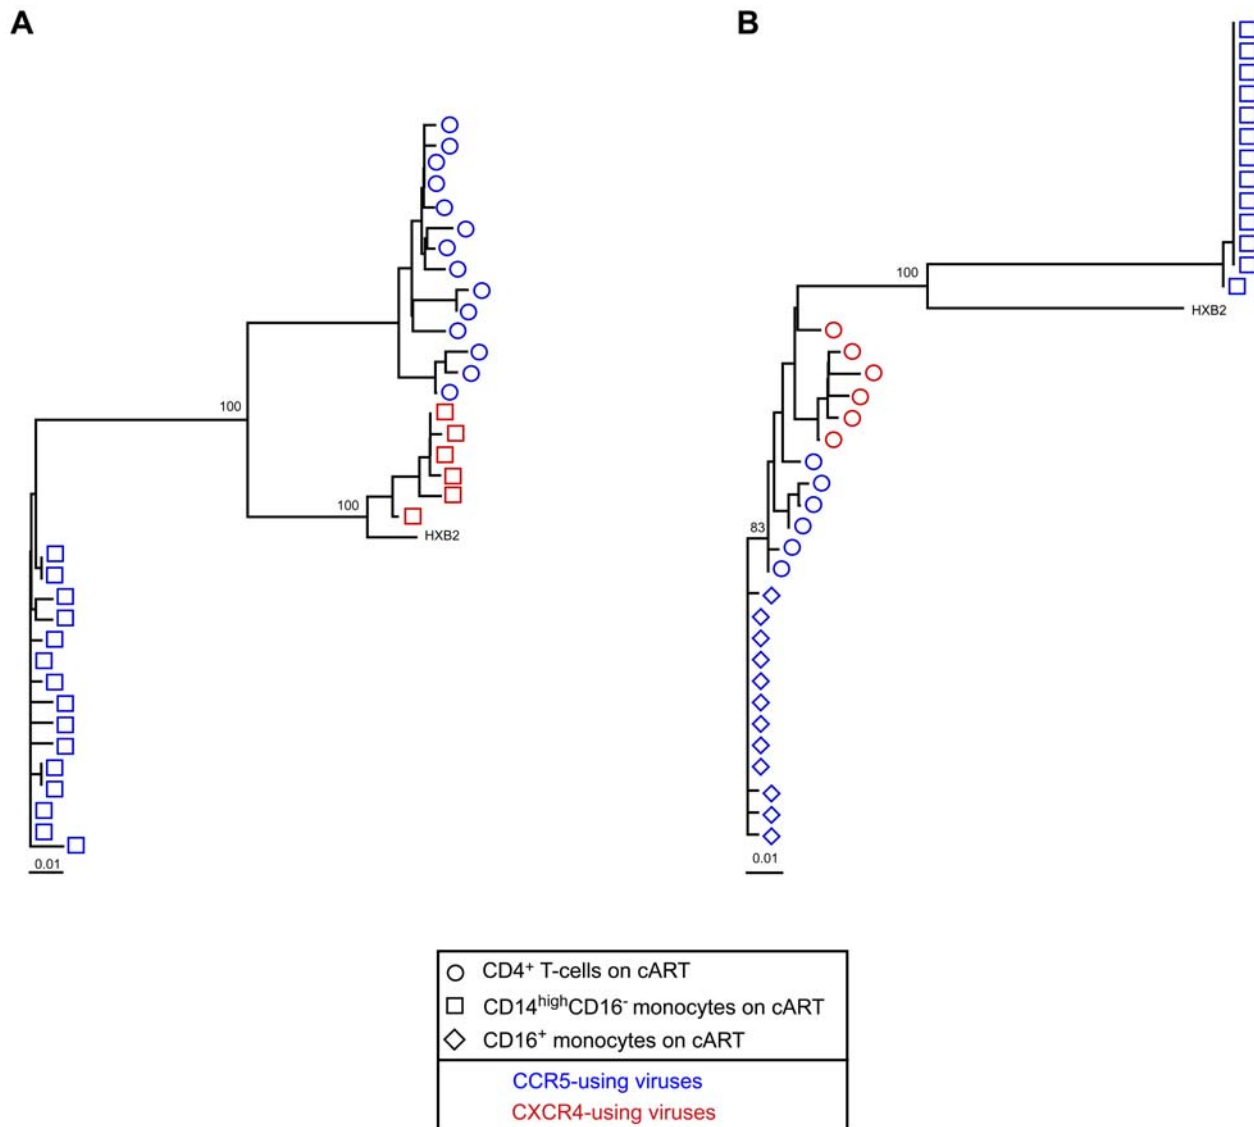 A
B
100
HXB2
100
100
HXB2
83
0.01
0.01
CD4⁺ T-cells on cART
CD14ʰⁱᵍʰCD16⁻ monocytes on cART
CD16⁺ monocytes on cART
CCR5-using viruses
CXCR4-using viruses